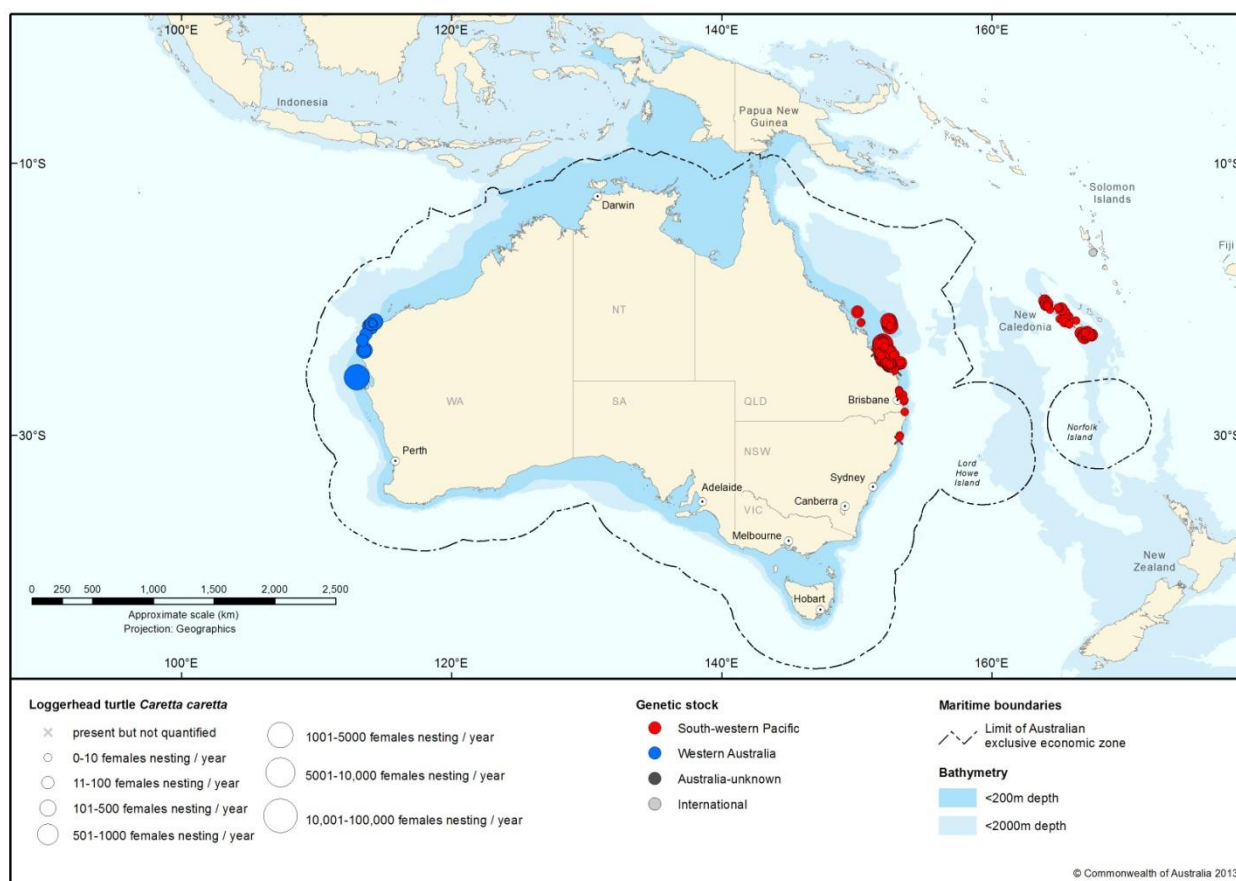 100°E
120°E
140°E
160°E
Indonesia
Papua New
Guinea
10°S
10°S
Solomon
Islands
Darwin
Fiji
NT
New
Caledonia
WA
SA
QLD
Brisbane
Norfolk
Island
30°S
30°S
Perth
NSW
Lord
Howe
Island
Adelaide
Sydney
Canberra
VIC
Melbourne
New
Zealand
Hobart
0 250 500 1,000 1,500 2,000 2,500
Approximate scale (km)
Projection: Geographics
100°E
120°E
140°E
160°E
Loggerhead turtle Caretta caretta
present but not quantified
0-10 females nesting / year
11-100 females nesting / year
101-500 females nesting / year
501-1000 females nesting / year
1001-5000 females nesting / year
5001-10,000 females nesting / year
10,001-100,000 females nesting / year
Genetic stock
South-western Pacific
Western Australia
Australia-unknown
International
Maritime boundaries
Limit of Australian
exclusive economic zone
Bathymetry
<200m depth
<2000m depth
© Commonwealth of Australia 2013